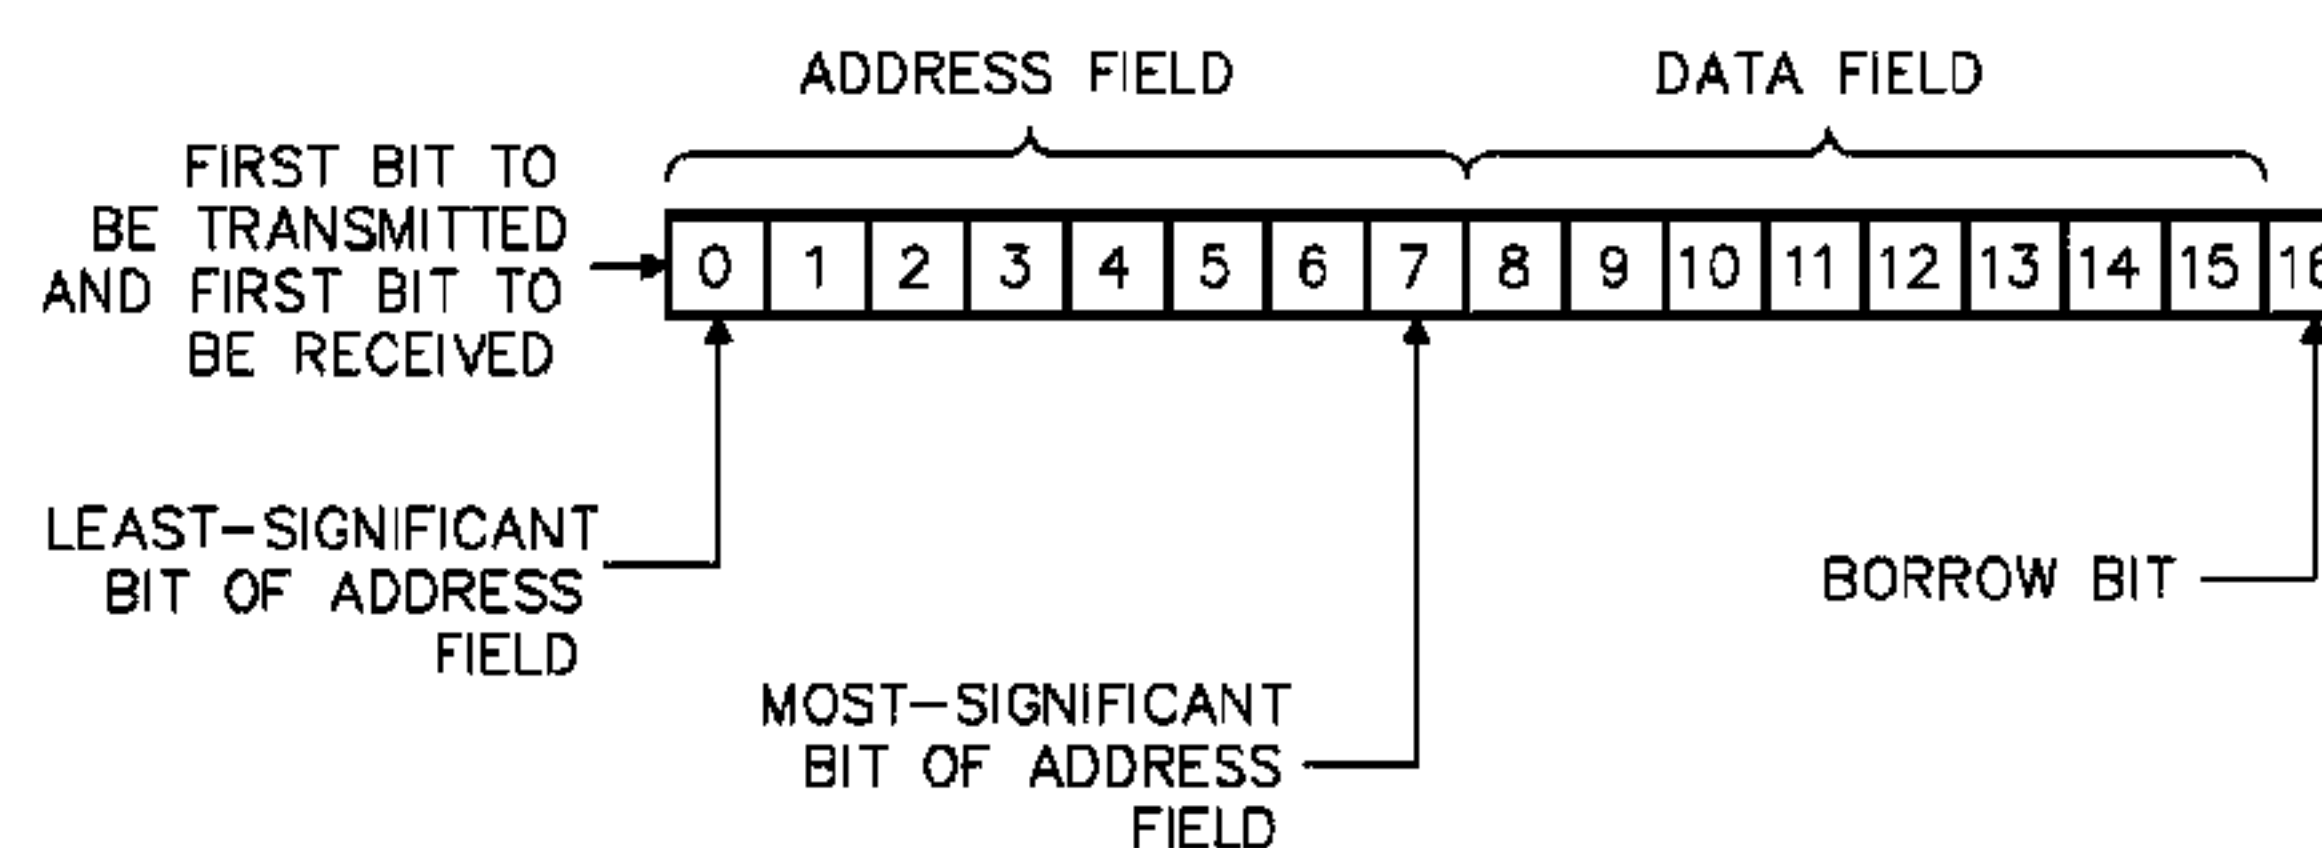 ADDRESS FIELD
DATA FIELD
FIRST BIT TO
BE TRANSMITTED
AND FIRST BIT TO
BE RECEIVED
0 1 2 3 4 5 6 7 8 9 10 11 12 13 14 15
LEAST-SIGNIFICANT
BIT OF ADDRESS
FIELD
BORROW BIT
MOST-SIGNIFICANT
BIT OF ADDRESS
FIELD